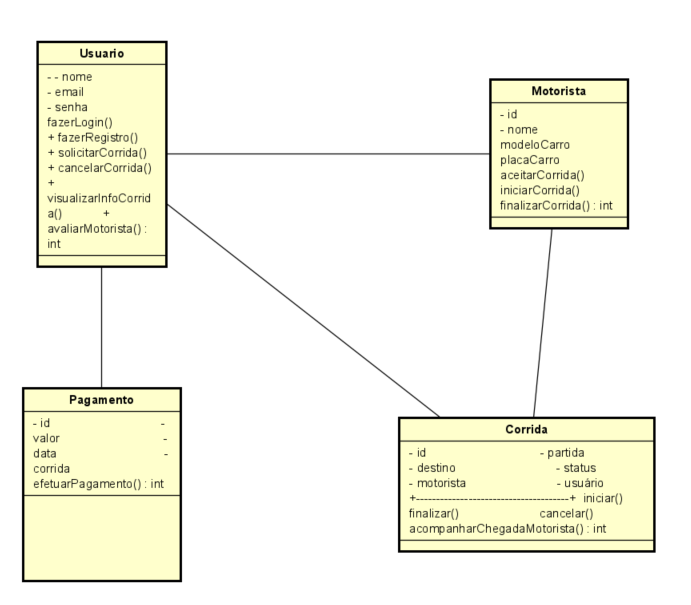 Usuario
- - nome
- email
- senha
fazerLogin()
+ fazerRegistro()
+ solicitarCorrida()
+ cancelarCorrida()
+
visualizarInfoCorrid
a() +
avaliarMotorista() :
int
Motorista
- id
- nome
modeloCarro
placaCarro
aceitarCorrida()
iniciarCorrida()
finalizarCorrida() : int
Pagamento
- id -
valor -
data -
corrida
efetuarPagamento() : int
Corrida
- id - partida
- destino - status
- motorista - usuário
+--------------------------------------+ iniciar()
finalizar() cancelar()
acompanharChegadaMotorista() : int